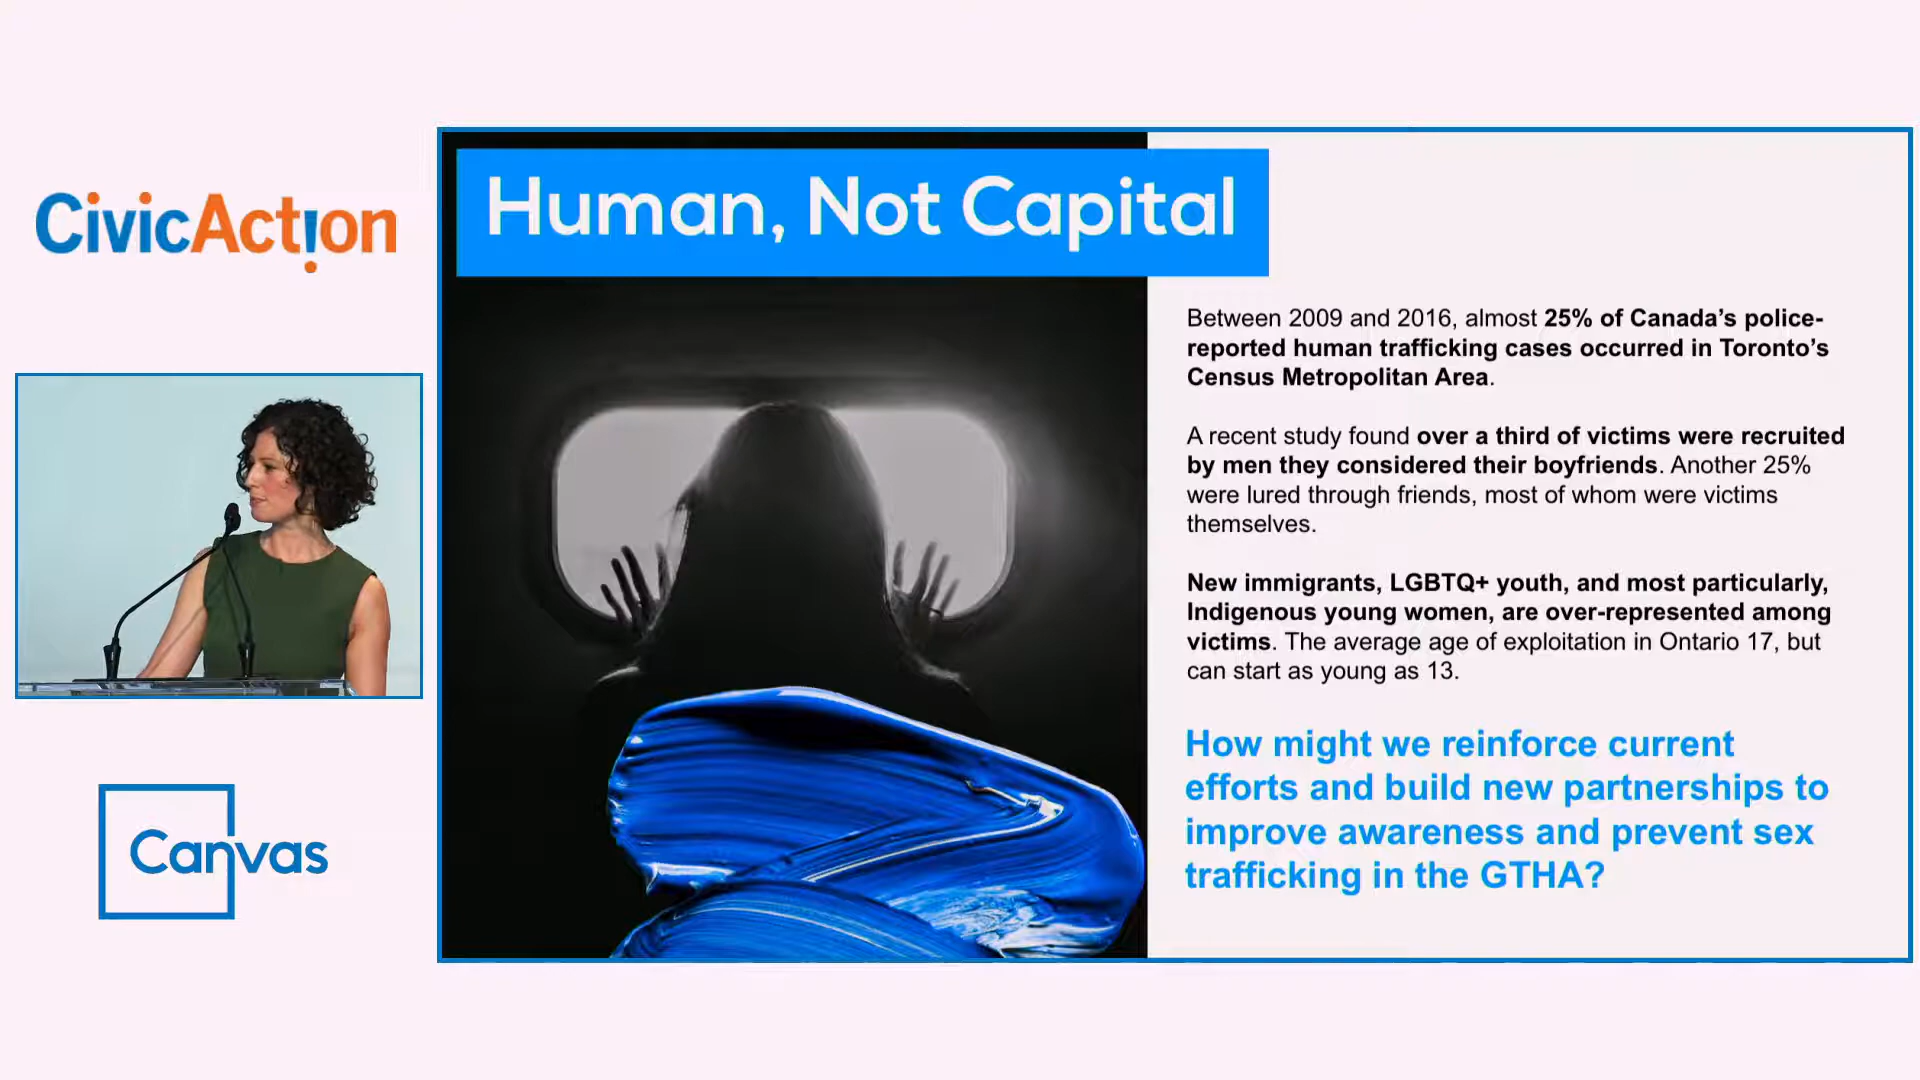 CivicAction
Canvas
Human, Not Capital
Between 2009 and 2016, almost 25% of Canada’s police-
reported human trafficking cases occurred in Toronto’s
Census Metropolitan Area.
A recent study found over a third of victims were recruited
by men they considered their boyfriends. Another 25%
were lured through friends, most of whom were victims
themselves.
New immigrants, LGBTQ+ youth, and most particularly,
Indigenous young women, are over-represented among
victims. The average age of exploitation in Ontario 17, but
can start as young as 13.
How might we reinforce current
efforts and build new partnerships to
improve awareness and prevent sex
trafficking in the GTHA?